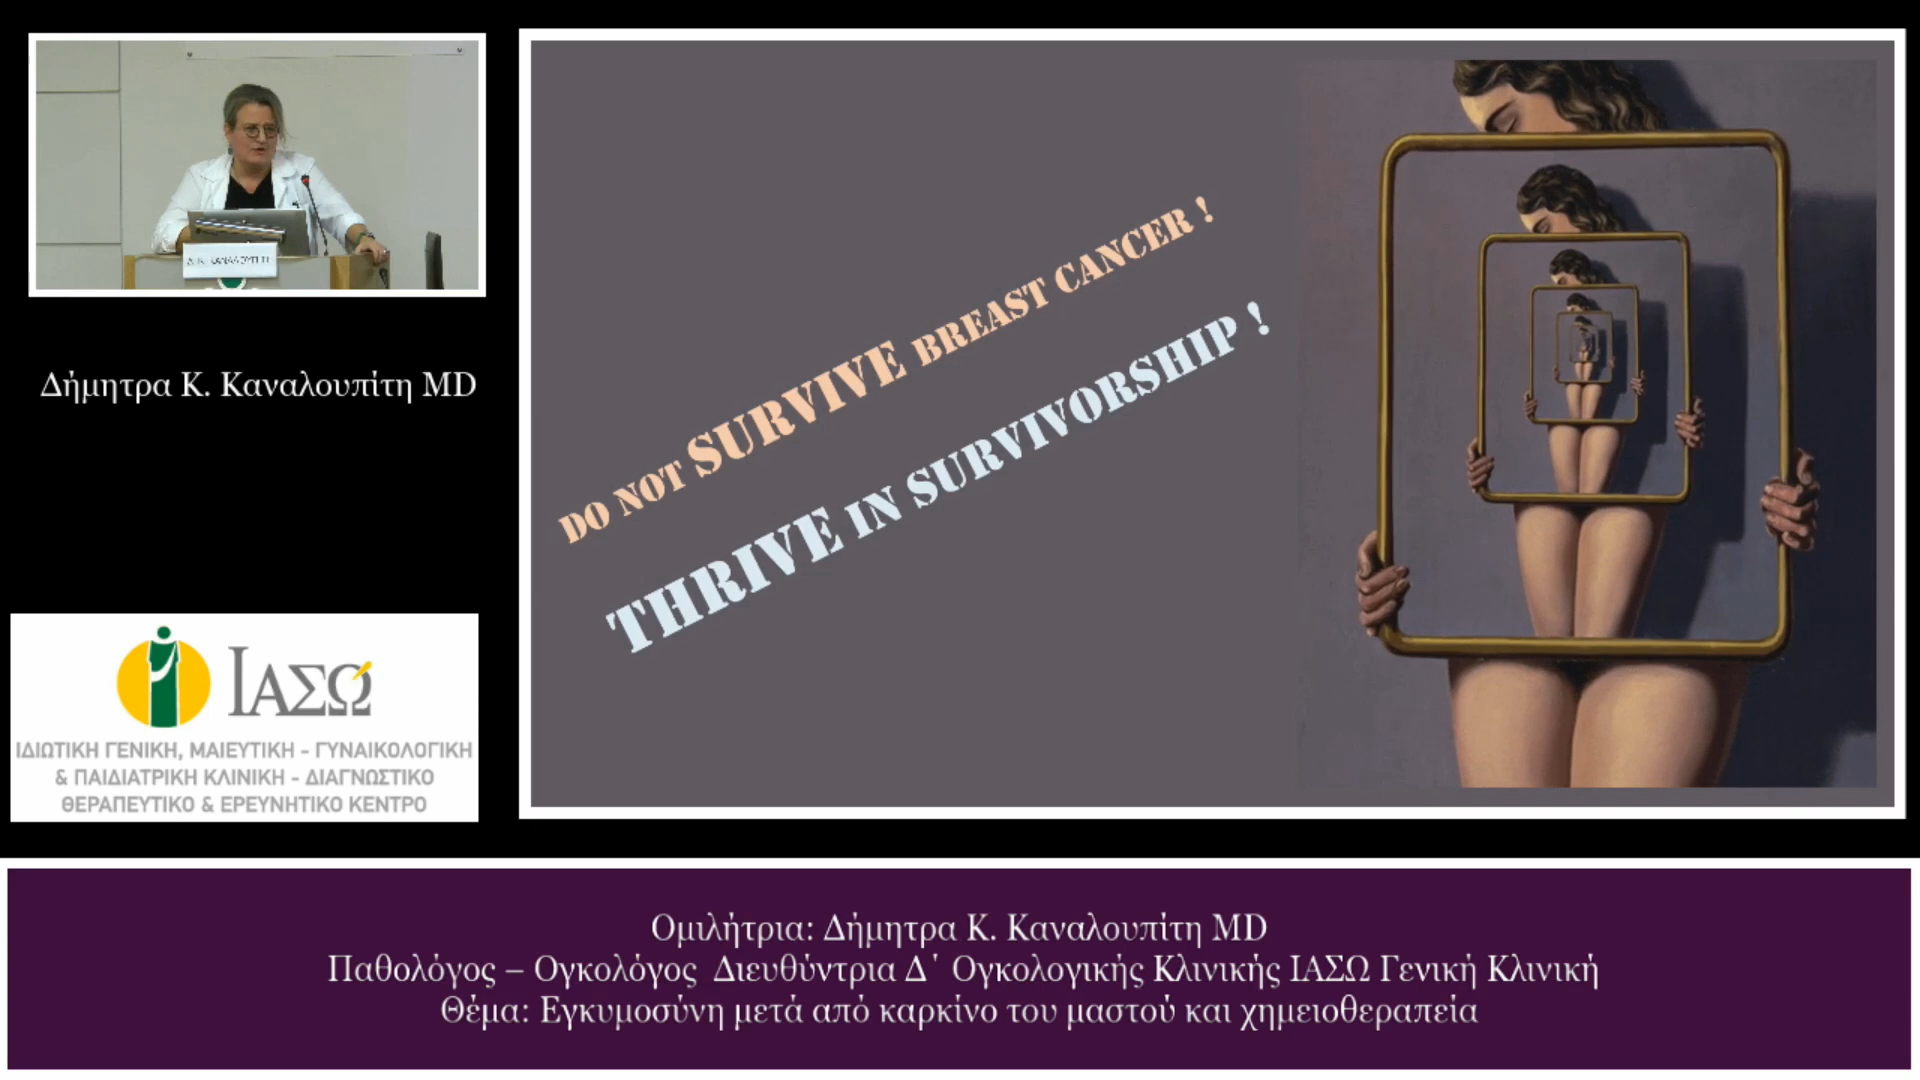 DO NOT SURVIVE BREAST CANCER !
THRIVE IN SURVIVORSHIP !
Δήμητρα Κ. Καναλουπίτη MD
ΙΑΣΩ
ΙΔΙΩΤΙΚΗ ΓΕΝΙΚΗ, ΜΑΙΕΥΤΙΚΗ - ΓΥΝΑΙΚΟΛΟΓΙΚΗ
& ΠΑΙΔΙΑΤΡΙΚΗ ΚΛΙΝΙΚΗ - ΔΙΑΓΝΩΣΤΙΚΟ
ΘΕΡΑΠΕΥΤΙΚΟ & ΕΡΕΥΝΗΤΙΚΟ ΚΕΝΤΡΟ
Ομιλήτρια: Δήμητρα Κ. Καναλουπίτη MD
Παθολόγος – Ογκολόγος Διευθύντρια Δ΄ Ογκολογικής Κλινικής ΙΑΣΩ Γενική Κλινική
Θέμα: Εγκυμοσύνη μετά από καρκίνο του μαστού και χημειοθεραπεία